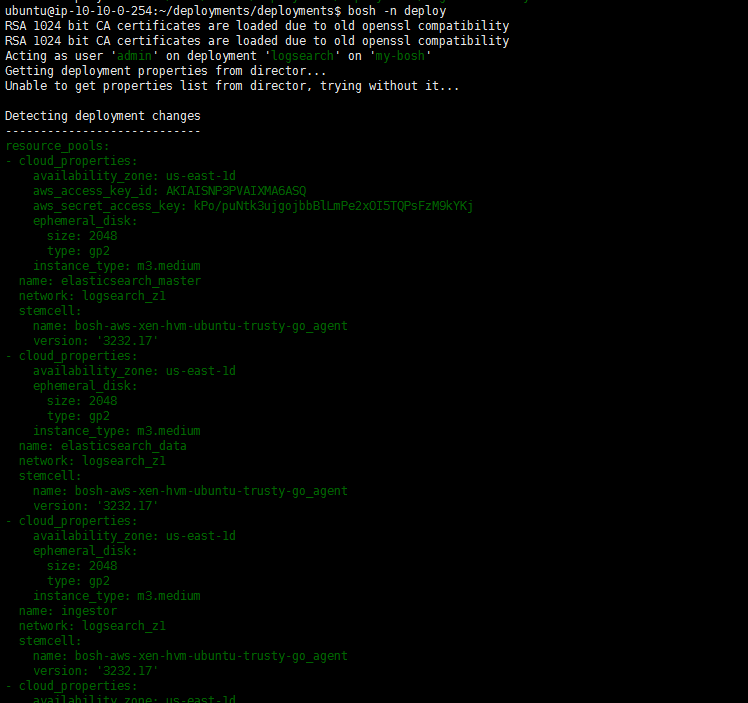 ubuntu@ip-10-10-0-254:~/deployments/deployments$ bosh -n deploy
RSA 1024 bit CA certificates are loaded due to old openssl compatibility
RSA 1024 bit CA certificates are loaded due to old openssl compatibility
Acting as user 'admin' on deployment 'logsearch' on 'my-bosh'
Getting deployment properties from director...
Unable to get properties list from director, trying without it...
Detecting deployment changes
----------------------------
resource_pools:
- cloud_properties:
    availability_zone: us-east-1d
    aws_access_key_id: AKIAISNP3PVAIXMA6ASQ
    aws_secret_access_key: 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
    ephemeral_disk:
      size: 2048
      type: gp2
    instance_type: m3.medium
  name: elasticsearch_master
  network: logsearch_z1
  stemcell:
    name: bosh-aws-xen-hvm-ubuntu-trusty-go_agent
    version: '3232.17'
- cloud_properties:
    availability_zone: us-east-1d
    ephemeral_disk:
      size: 2048
      type: gp2
    instance_type: m3.medium
  name: elasticsearch_data
  network: logsearch_z1
  stemcell:
    name: bosh-aws-xen-hvm-ubuntu-trusty-go_agent
    version: '3232.17'
- cloud_properties:
    availability_zone: us-east-1d
    ephemeral_disk:
      size: 2048
      type: gp2
    instance_type: m3.medium
  name: ingestor
  network: logsearch_z1
  stemcell:
    name: bosh-aws-xen-hvm-ubuntu-trusty-go_agent
    version: '3232.17'
- cloud_properties:
    availability_zone: us-east-1d